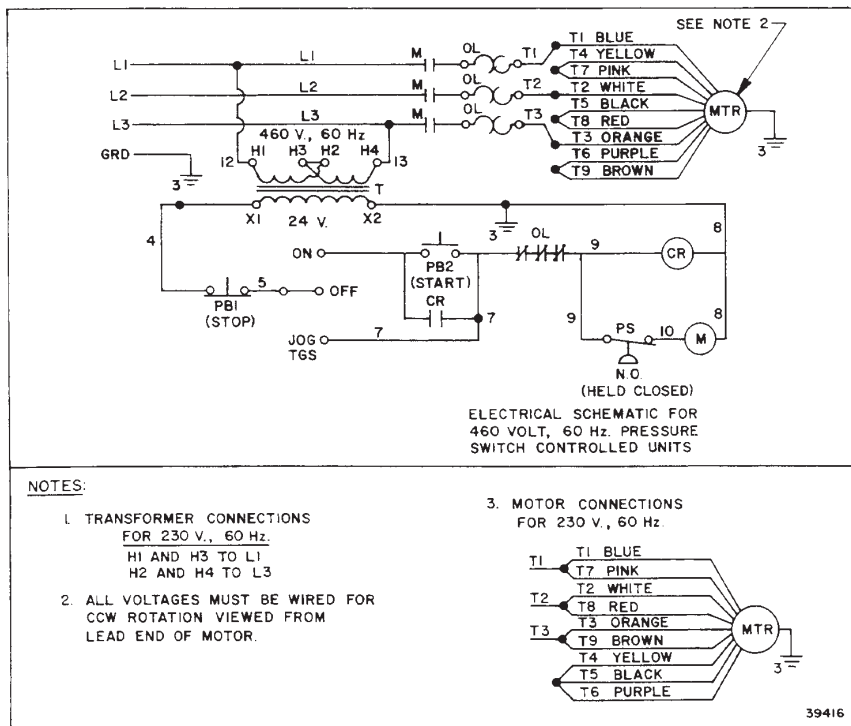 SEE NOTE 2
L1 L1 M OL T1
T1 BLUE
T4 YELLOW
T7 PINK
L2 L2 M OL T2
T2 WHITE
T5 BLACK
T8 RED
MTR
L3 L3 M OL T3
T3 ORANGE
T6 PURPLE
T9 BROWN
3
460 V., 60 Hz
GRD
3
12 H1 H3 H2 H4 13
T
X1 24 V. X2
4
3
8
ON
PB2
(START)
OL
9
CR
PB1
(STOP)
5
OFF
CR
7
JOG
TGS
7
9
PS
10
M
8
N.O.
(HELD CLOSED)
ELECTRICAL SCHEMATIC FOR
460 VOLT, 60 Hz. PRESSURE
SWITCH CONTROLLED UNITS
NOTES:
1. TRANSFORMER CONNECTIONS
FOR 230 V., 60 Hz.
H1 AND H3 TO L1
H2 AND H4 TO L3
2. ALL VOLTAGES MUST BE WIRED FOR
CCW ROTATION VIEWED FROM
LEAD END OF MOTOR.
3. MOTOR CONNECTIONS
FOR 230 V., 60 Hz.
T1
T1 BLUE
T7 PINK
T2
T2 WHITE
T8 RED
T3
T3 ORANGE
T9 BROWN
T4 YELLOW
T5 BLACK
T6 PURPLE
MTR
3
39416